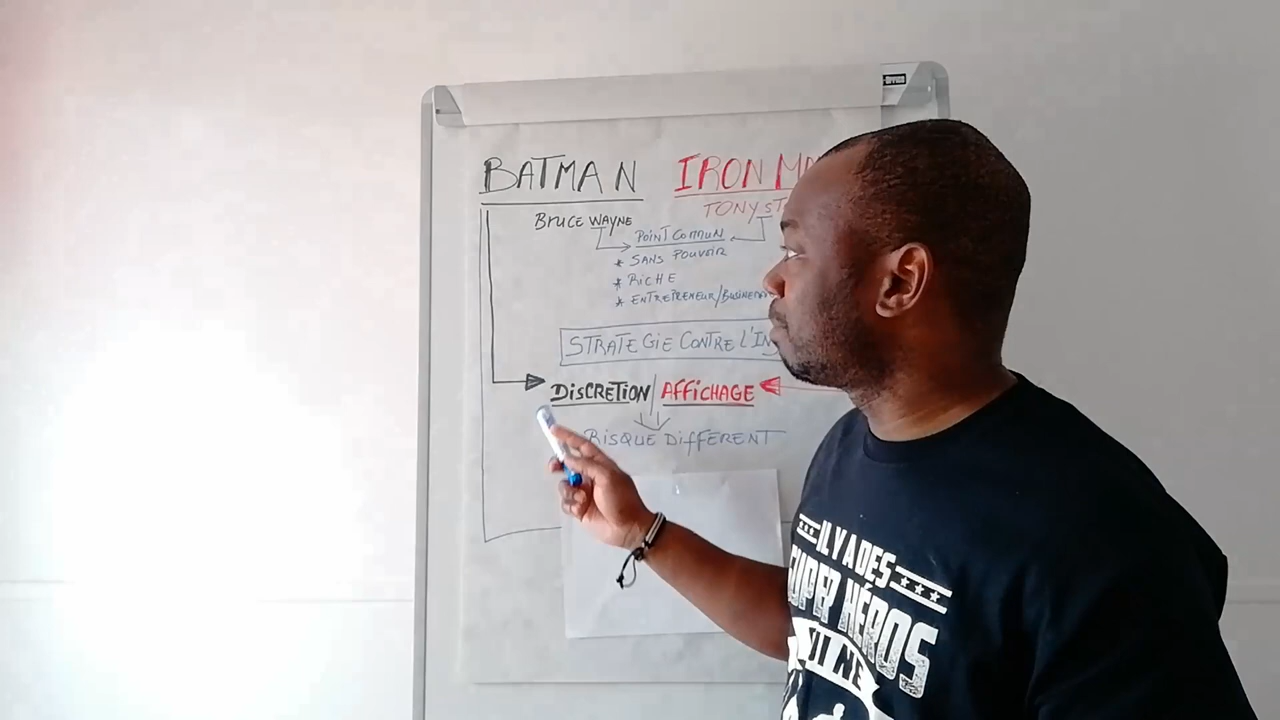 BATMAN IRON MA
BRUCE WAYNE TONY ST
POINT COMMUN
* SANS POUVOIR
* RICHE
* ENTREPRENEUR/BUSINESS
STRATEGIE CONTRE L'IN
DISCRETION / AFFICHAGE
RISQUE DIFFERENT
IL Y A DES
SUPER HÉROS